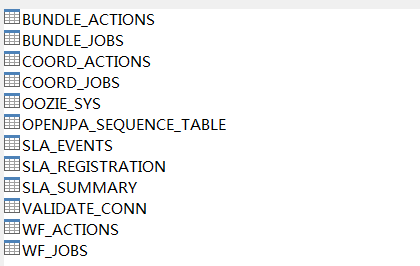 BUNDLE_ACTIONS
BUNDLE_JOBS
COORD_ACTIONS
COORD_JOBS
OOZIE_SYS
OPENJPA_SEQUENCE_TABLE
SLA_EVENTS
SLA_REGISTRATION
SLA_SUMMARY
VALIDATE_CONN
WF_ACTIONS
WF_JOBS